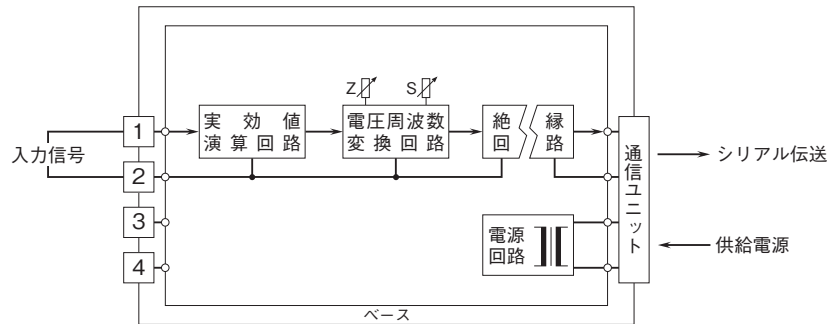 Z
S
1
実効値
演算回路
電圧周波数
変換回路
絶縁
回路
入力信号
2
3
4
電源
回路
通信ユニット
シリアル伝送
供給電源
ベース